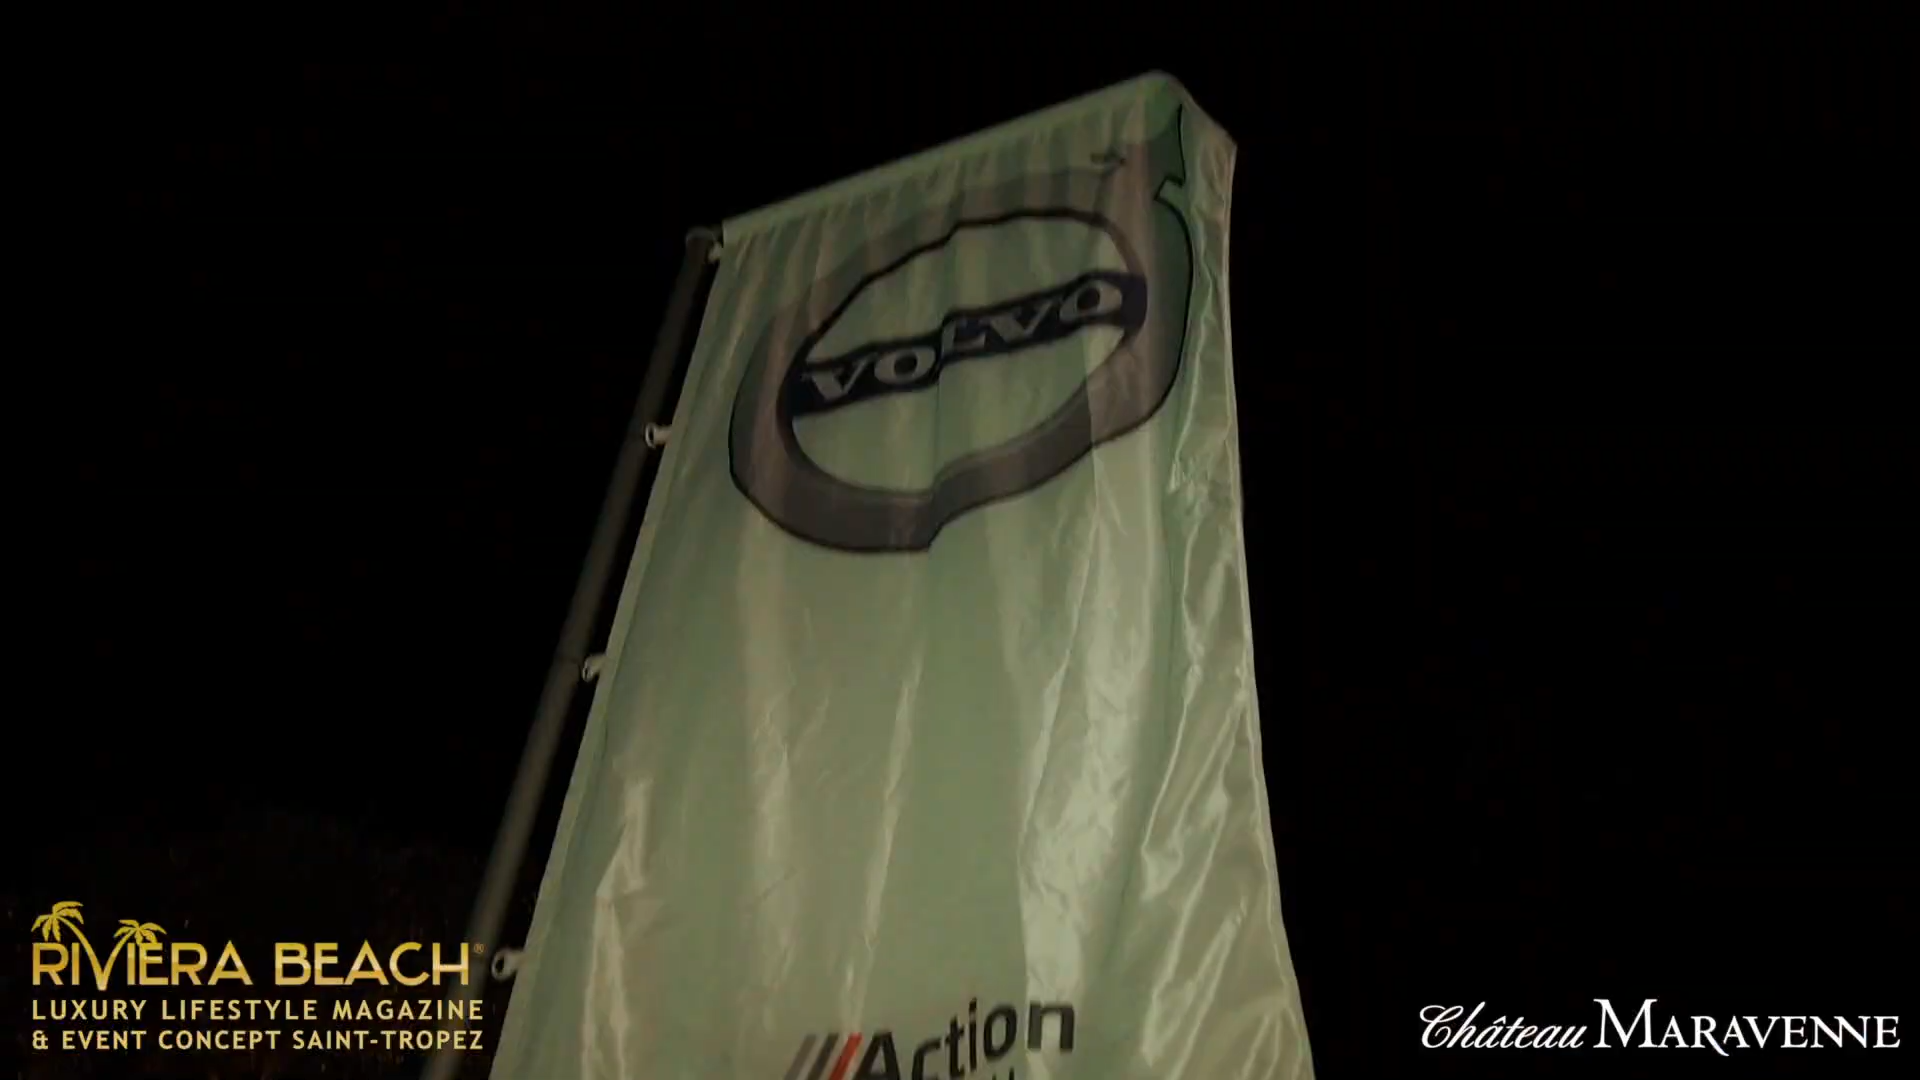 VOLVO
///Action
RIVIERA BEACH®
LUXURY LIFESTYLE MAGAZINE
& EVENT CONCEPT SAINT-TROPEZ
Château MARAVENNE